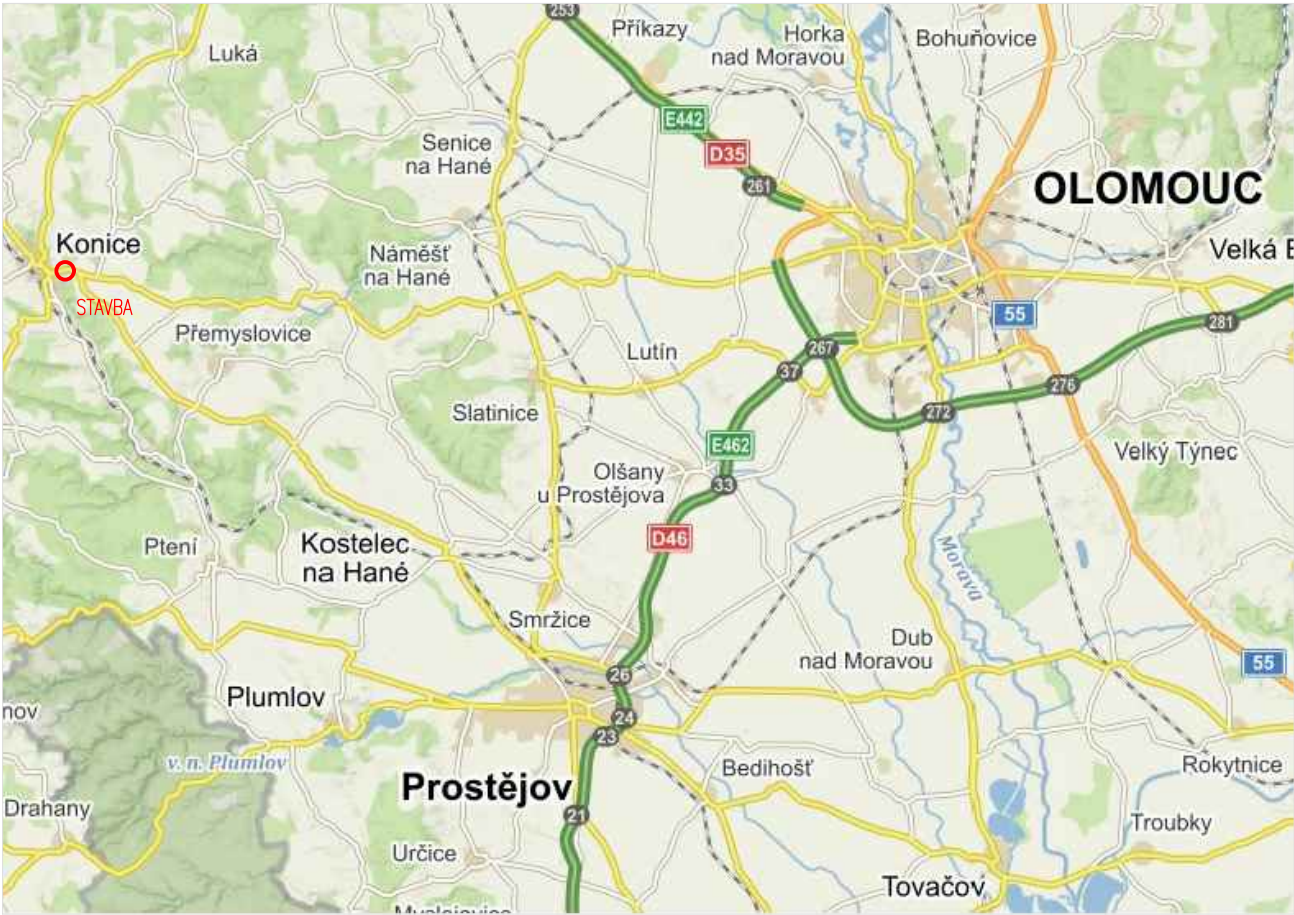 253
Příkazy
Horka
nad Moravou
Bohuňovice
Luká
E442
Senice
na Hané
D35
261
OLOMOUC
Konice
Náměšť
na Hané
Velká B
STAVBA
55
281
Přemyslovice
Lutín
267
37
276
Slatinice
272
E462
Velký Týnec
Olšany
u Prostějova
33
D46
Ptení
Kostelec
na Hané
Morava
Smržice
Dub
nad Moravou
55
26
Plumlov
nov
24
23
v. n. Plumlov
Bedihošť
Rokytnice
Prostějov
Drahany
21
Troubky
Určice
Tovačov